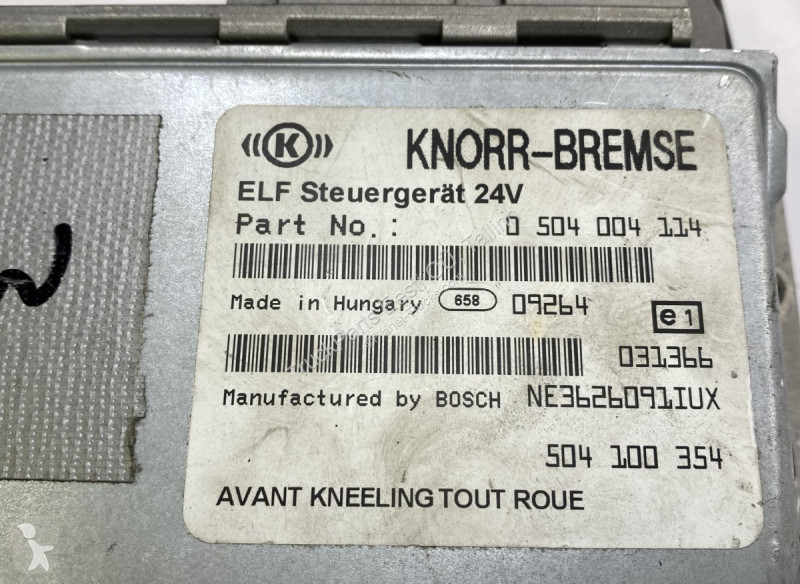 K KNORR-BREMSE
ELF Steuergerät 24V
Part No.: 0 504 004 114
Made in Hungary 658 09264 e1
031366
Manufactured by BOSCH NE3626091IUX
504 100 354
AVANT KNEELING TOUT ROUE